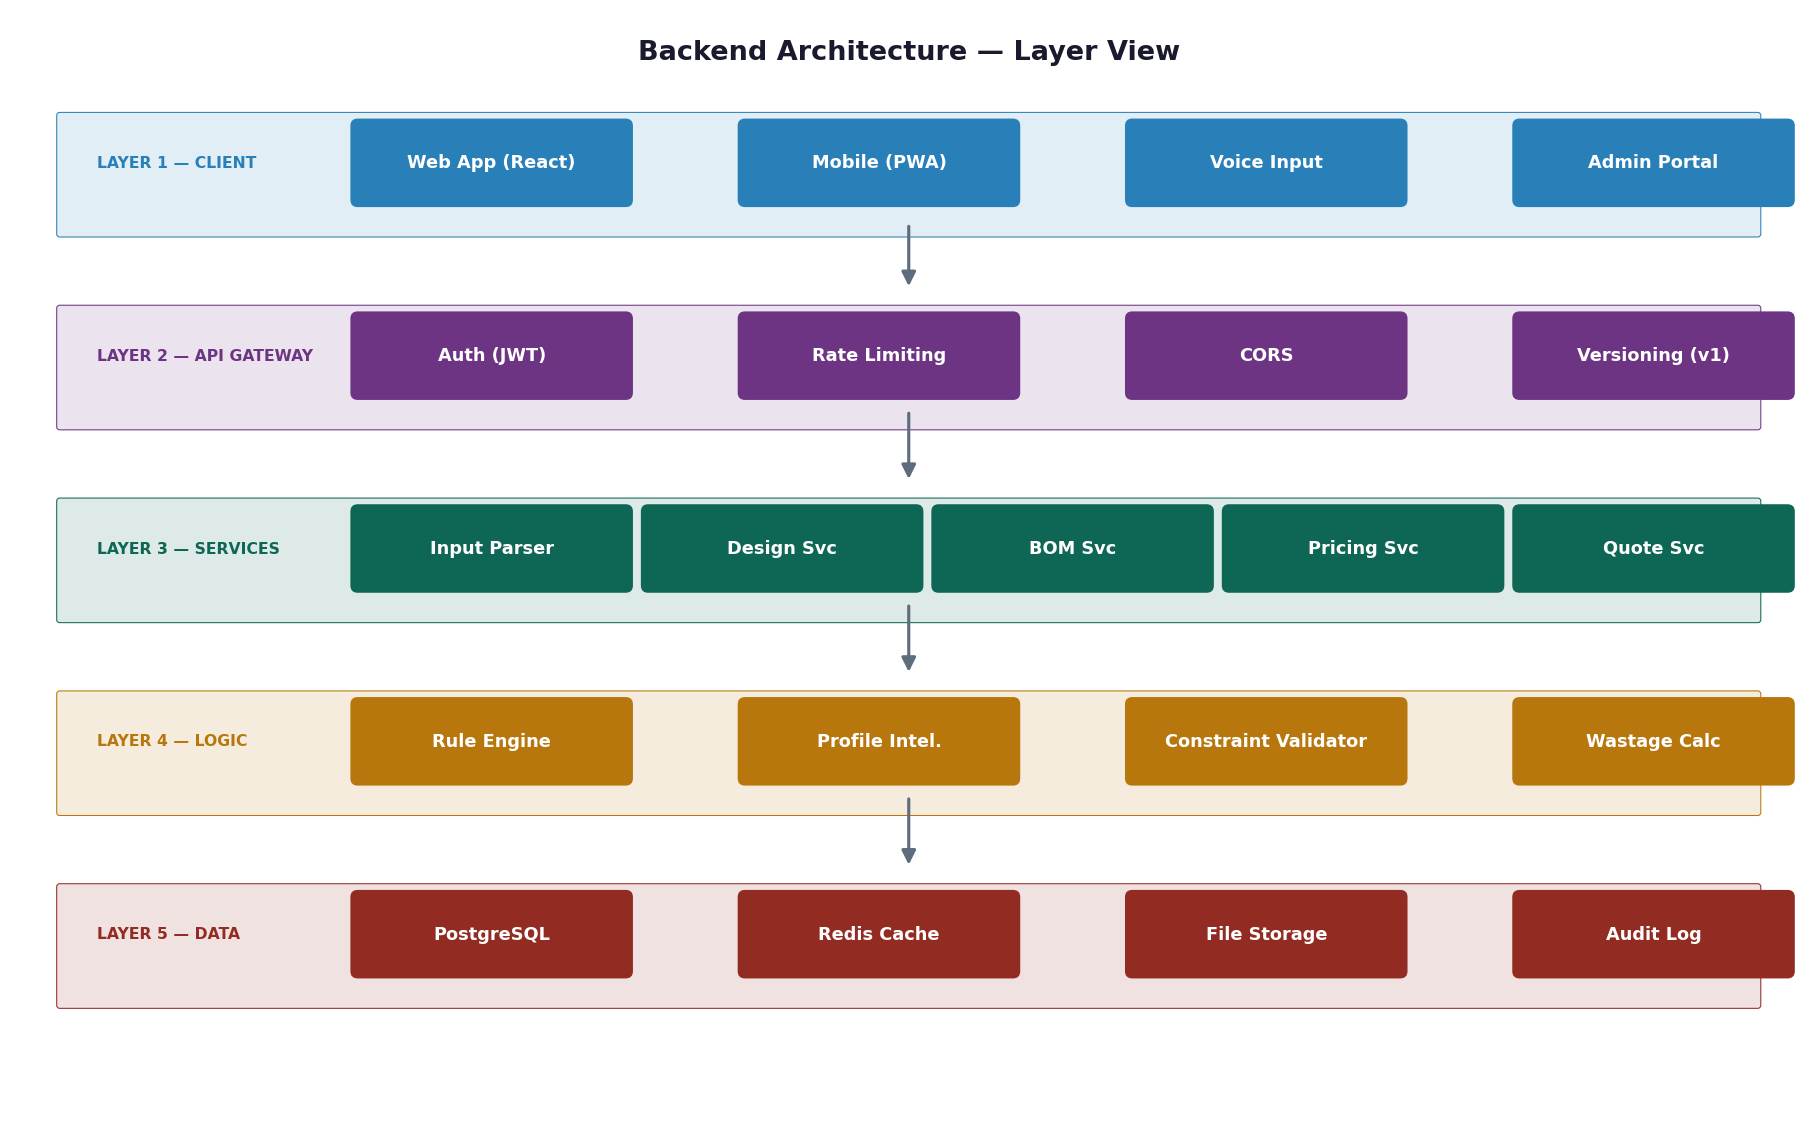 Backend Architecture — Layer View
LAYER 1 — CLIENT
Web App (React)
Mobile (PWA)
Voice Input
Admin Portal
LAYER 2 — API GATEWAY
Auth (JWT)
Rate Limiting
CORS
Versioning (v1)
LAYER 3 — SERVICES
Input Parser
Design Svc
BOM Svc
Pricing Svc
Quote Svc
LAYER 4 — LOGIC
Rule Engine
Profile Intel.
Constraint Validator
Wastage Calc
LAYER 5 — DATA
PostgreSQL
Redis Cache
File Storage
Audit Log